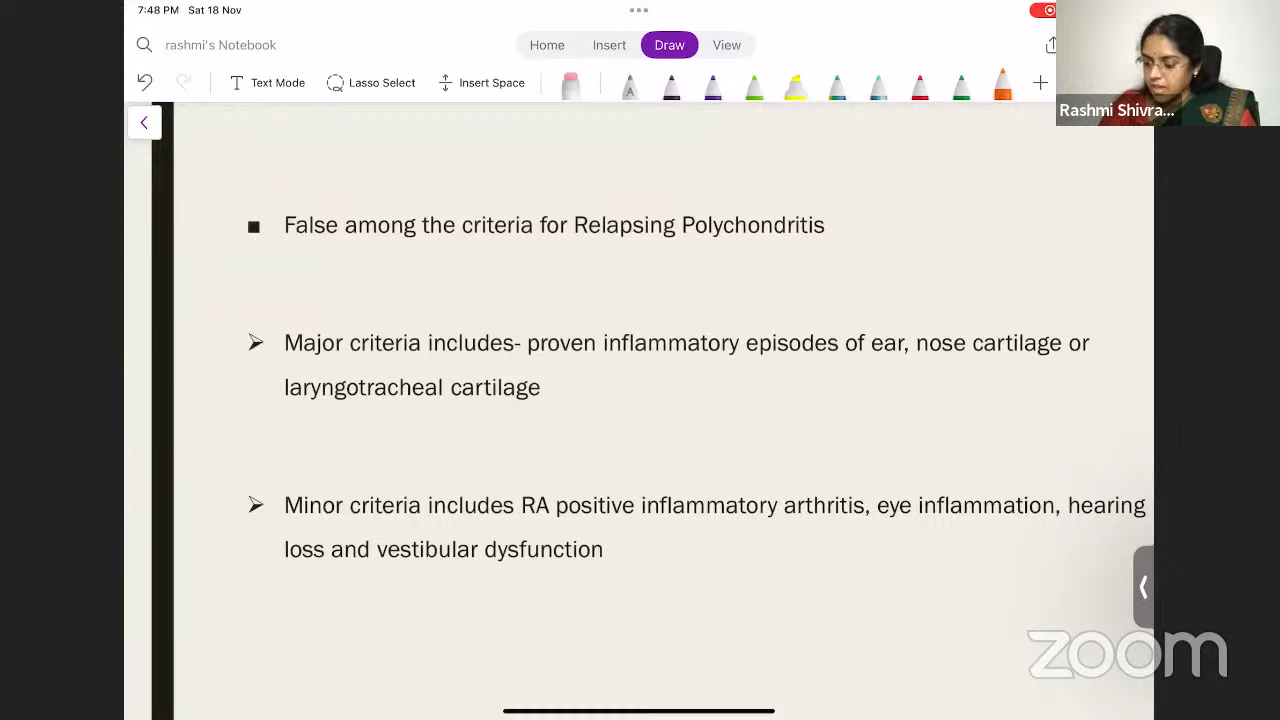 7:48 PM Sat 18 Nov
rashmi's Notebook
Home Insert Draw View
Text Mode Lasso Select Insert Space
A
Rashmi Shivra...
■ False among the criteria for Relapsing Polychondritis
➢ Major criteria includes- proven inflammatory episodes of ear, nose cartilage or
laryngotracheal cartilage
➢ Minor criteria includes RA positive inflammatory arthritis, eye inflammation, hearing
loss and vestibular dysfunction
zoom